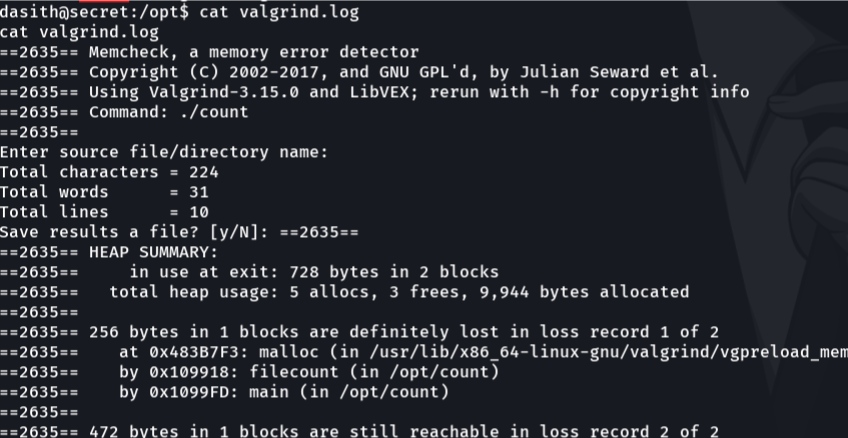 dasith@secret:/opt$ cat valgrind.log
cat valgrind.log
==2635== Memcheck, a memory error detector
==2635== Copyright (C) 2002-2017, and GNU GPL'd, by Julian Seward et al.
==2635== Using Valgrind-3.15.0 and LibVEX; rerun with -h for copyright info
==2635== Command: ./count
==2635==
Enter source file/directory name:
Total characters = 224
Total words      = 31
Total lines      = 10
Save results a file? [y/N]: ==2635==
==2635== HEAP SUMMARY:
==2635==     in use at exit: 728 bytes in 2 blocks
==2635==   total heap usage: 5 allocs, 3 frees, 9,944 bytes allocated
==2635==
==2635== 256 bytes in 1 blocks are definitely lost in loss record 1 of 2
==2635==    at 0x483B7F3: malloc (in /usr/lib/x86_64-linux-gnu/valgrind/vgpreload_mem
==2635==    by 0x109918: filecount (in /opt/count)
==2635==    by 0x1099FD: main (in /opt/count)
==2635==
==2635== 472 bytes in 1 blocks are still reachable in loss record 2 of 2